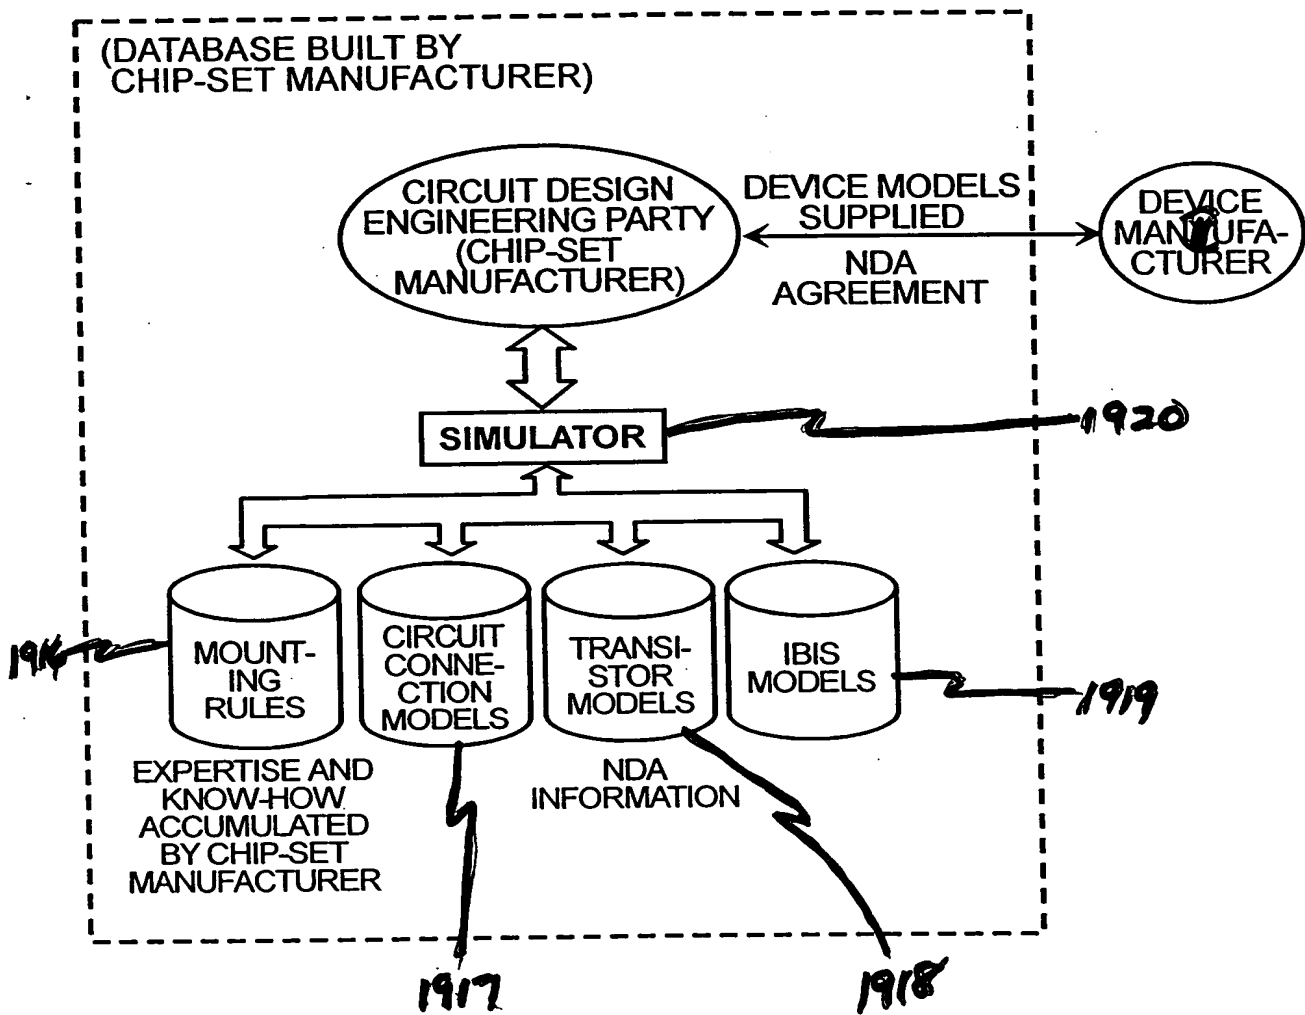 (DATABASE BUILT BY
CHIP-SET MANUFACTURER)
CIRCUIT DESIGN
ENGINEERING PARTY
(CHIP-SET
MANUFACTURER)
DEVICE MODELS
SUPPLIED
NDA
AGREEMENT
DEVICE
MANUFA-
CTURER
SIMULATOR
1920
MOUNT-
ING
RULES
CIRCUIT
CONNE-
CTION
MODELS
TRANSI-
STOR
MODELS
IBIS
MODELS
1916
1919
EXPERTISE AND
KNOW-HOW
ACCUMULATED
BY CHIP-SET
MANUFACTURER
NDA
INFORMATION
1917
1918